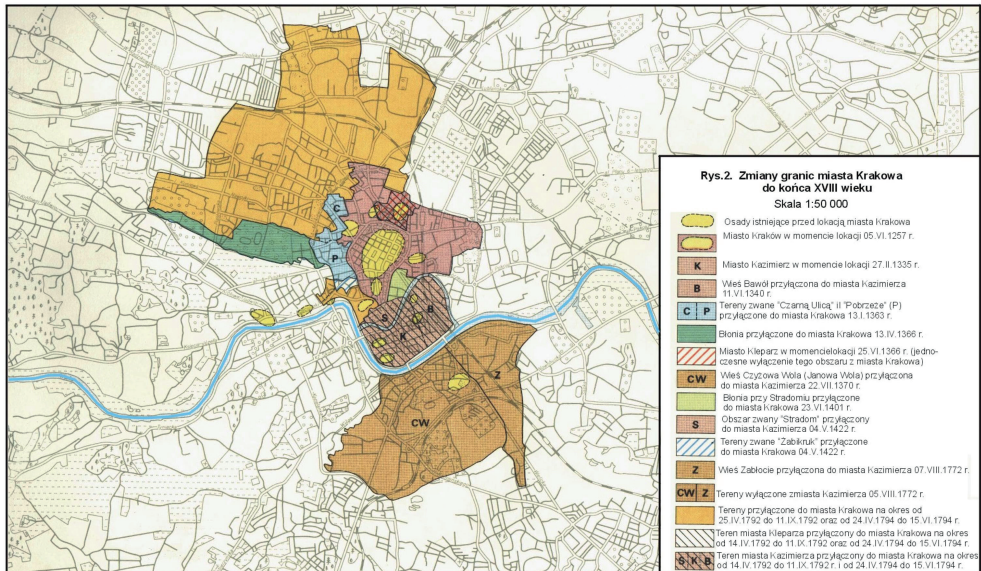 Rys.2. Zmiany granic miasta Krakowa
do końca XVIII wieku
Skala 1:50 000
Osady istniejące przed lokacją miasta Krakowa
Miasto Kraków w momencie lokacji 05.VI.1257 r.
K Miasto Kazimierz w momencie lokacji 27.II.1335 r.
B Wieś Bawół przyłączona do miasta Kazimierza
11.VI.1340 r.
C P Tereny zwane "Czarną Ulicą" iI "Pobrzeże" (P)
przyłączone do miasta Krakowa 13.I.1363 r.
Błonia przyłączone do miasta Krakowa 13.IV.1366 r.
Miasto Kleparz w momencielokacji 25.VI.1366 r. (jedno-
czesne wyłączenie tego obszaru z miasta Krakowa)
CW Wieś Czyżowa Wola (Janowa Wola) przyłączona
do miasta Kazimierza 22.VII.1370 r.
Błonia przy Stradomiu przyłączone
do miasta Krakowa 23.VI.1401 r.
S Obszar zwany "Stradom" przyłączony
do miasta Kazimierza 04.V.1422 r.
Tereny zwane "Żabikruk" przyłączone
do miasta Krakowa 04.V.1422 r.
Z Wieś Zabłocie przyłączona do miasta Kazimierza 07.VIII.1772 r.
CW Z Tereny wyłączone zmiasta Kazimierza 05.VIII.1772 r.
Tereny przyłączone do miasta Krakowa na okres od
25.IV.1792 do 11.IX.1792 oraz od 24.IV.1794 do 15.VI.1794 r.
Teren miasta Kleparza przyłączony do miasta Krakowa na okres
od 14.IV.1792 do 11.IX.1792 oraz od 24.IV.1794 do 15.VI.1794 r.
S K B Teren miasta Kazimierza przyłączony do miasta Krakowa na okres
od 14.IV.1792 do 11.IX.1792 r. i od 24.IV.1794 do 15.VI.1794 r.
C
P
S
B
K
Z
CW